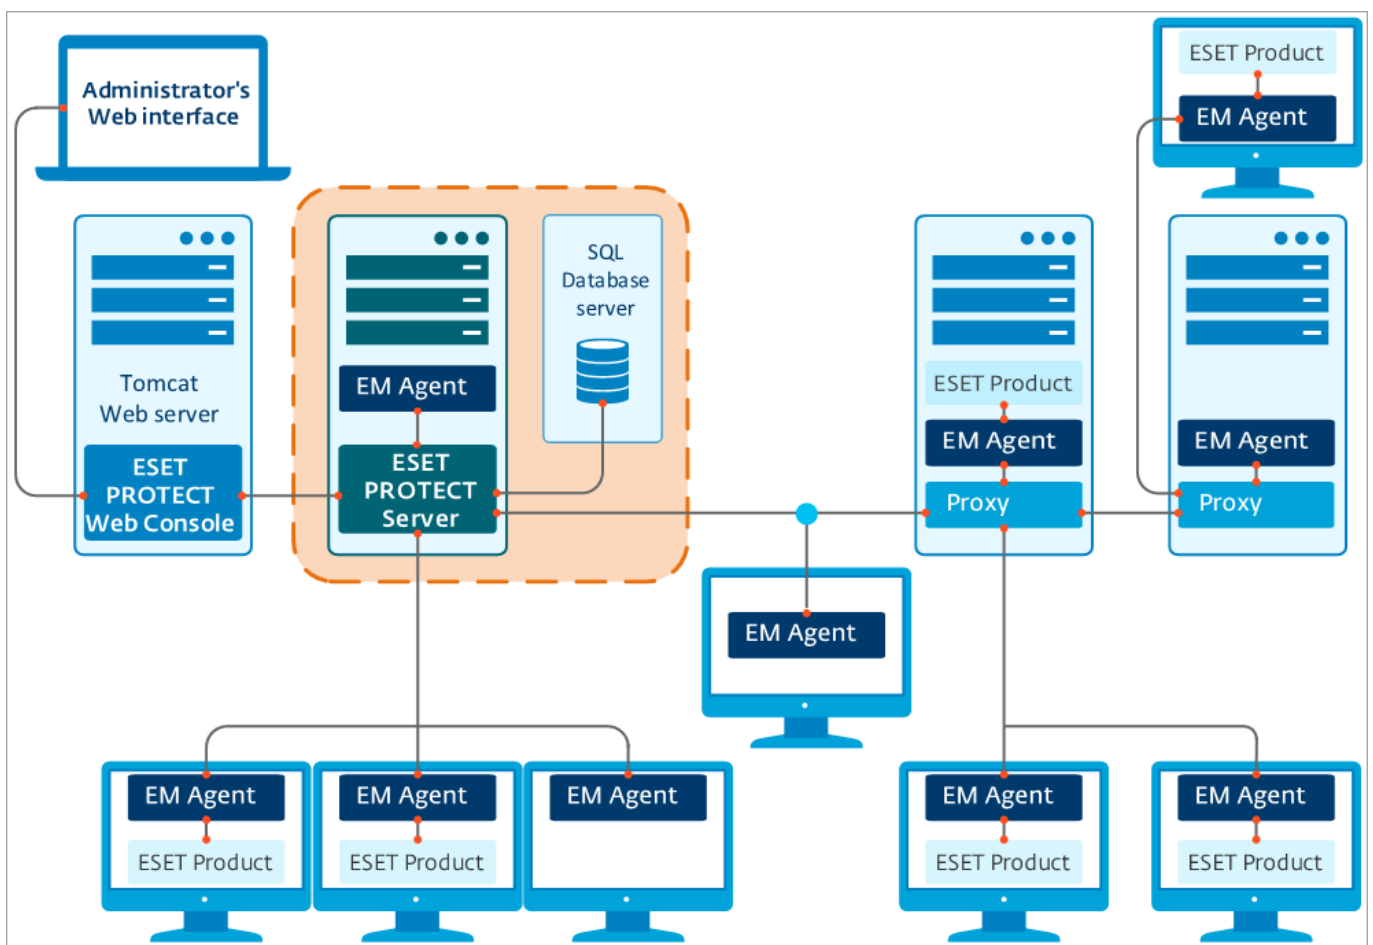 Administrator's
Web interface
ESET Product
EM Agent
Tomcat
Web server
ESET
PROTECT
Web Console
EM Agent
ESET
PROTECT
Server
SQL
Database
server
ESET Product
EM Agent
Proxy
EM Agent
Proxy
EM Agent
EM Agent
ESET Product
EM Agent
ESET Product
EM Agent
EM Agent
ESET Product
EM Agent
ESET Product